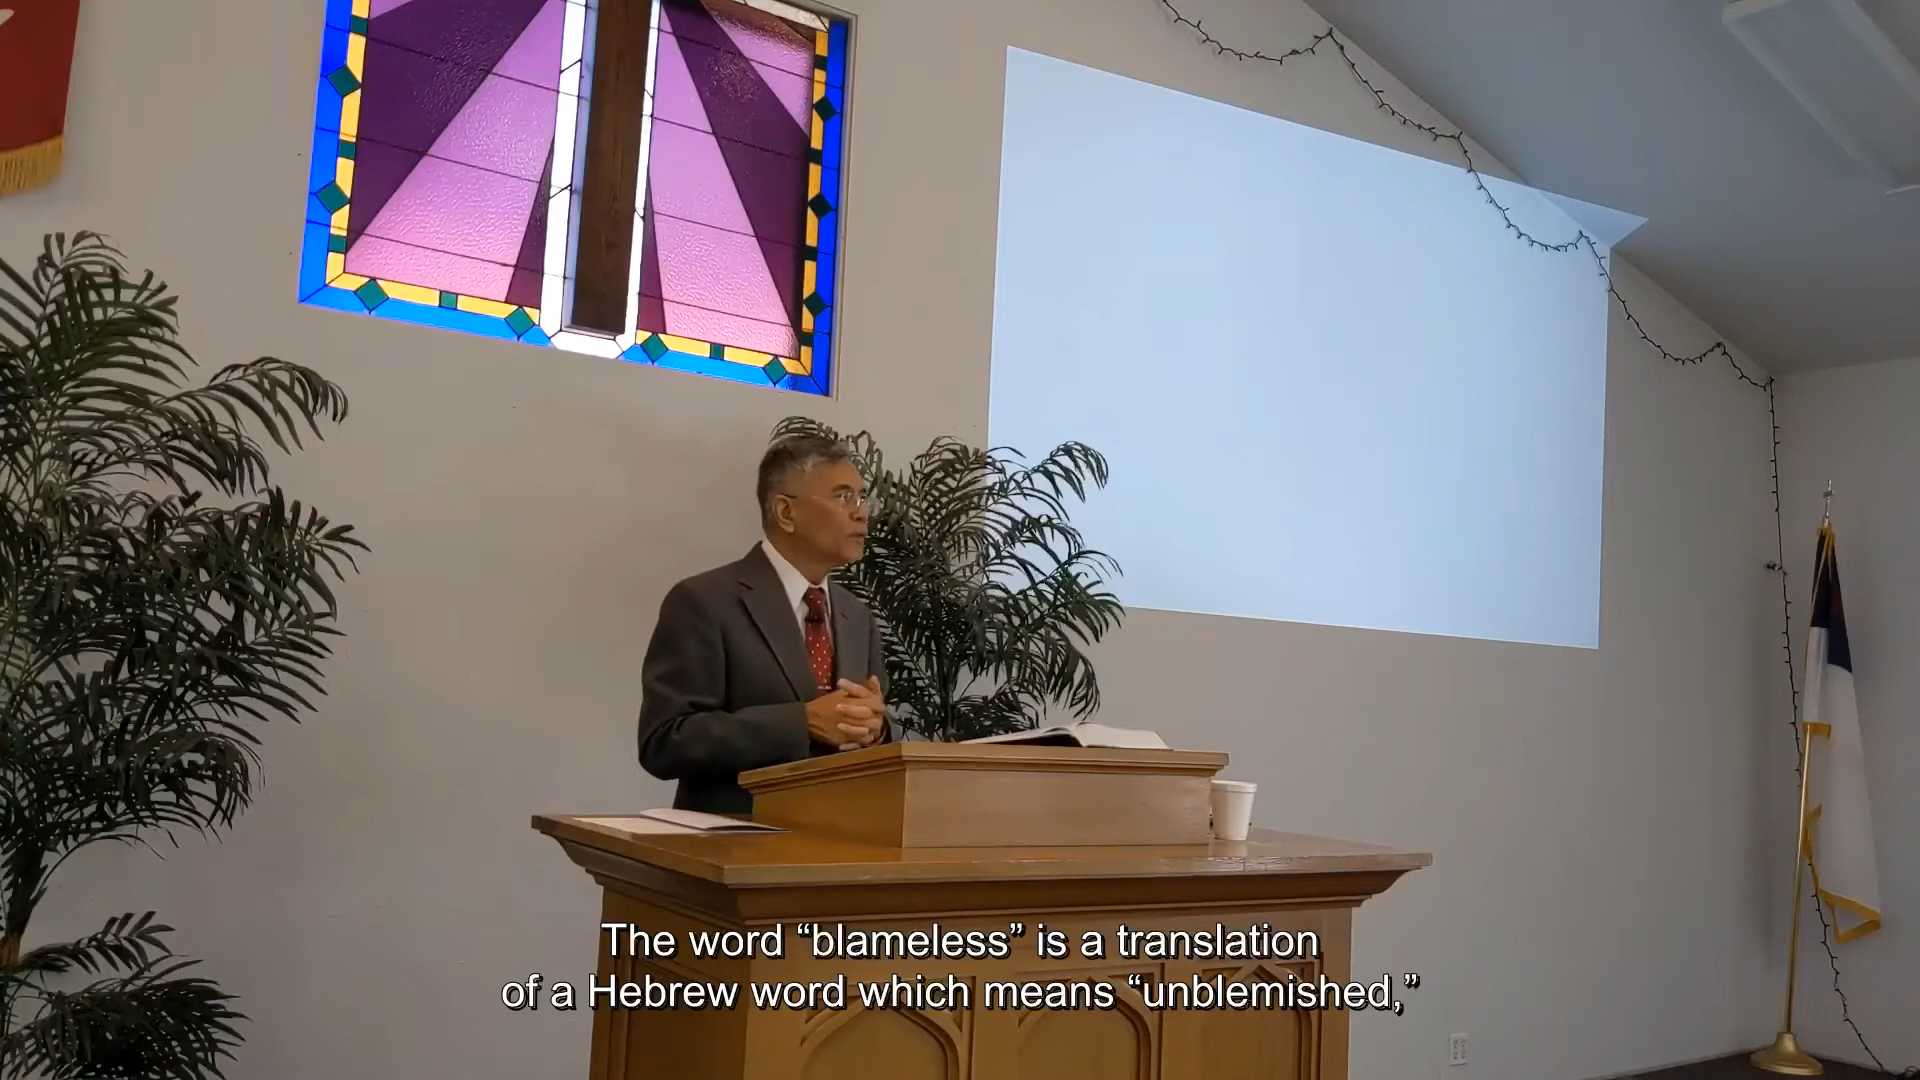 The word “blameless” is a translation
of a Hebrew word which means “unblemished,”